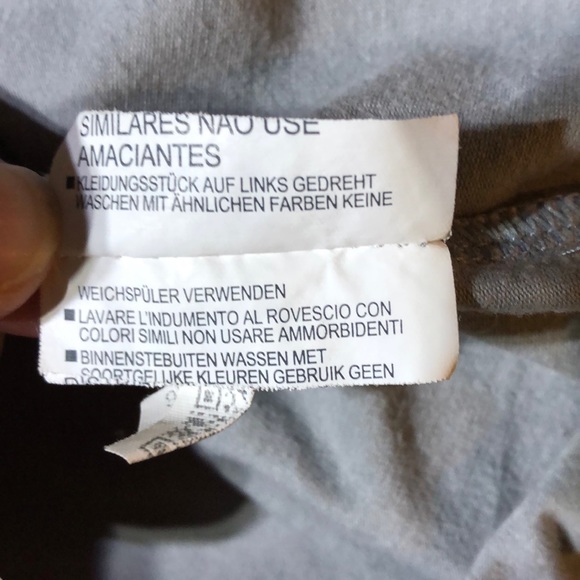 SIMILARES NAO USE
AMACIANTES
■KLEIDUNGSSTÜCK AUF LINKS GEDREHT
WASCHEN MIT ÄHNLICHEN FARBEN KEINE
WEICHSPÜLER VERWENDEN
■LAVARE L'INDUMENTO AL ROVESCIO CON
COLORI SIMILI NON USARE AMMORBIDENTI
■BINNENSTEBUITEN WASSEN MET
SOORTGELIJKE KLEUREN GEBRUIK GEEN